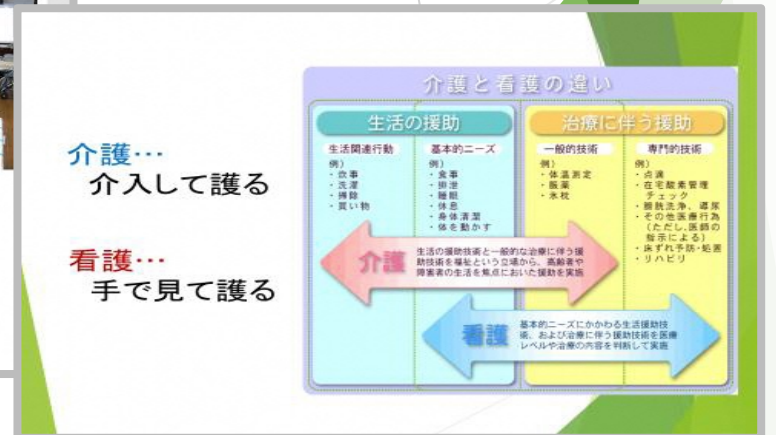 介護…
介入して護る
看護…
手で見て護る
介護と看護の違い
生活の援助
生活関連行動
例)
・炊事
・洗濯
・掃除
・買い物
基本的ニーズ
例)
・食事
・排泄
・睡眠
・休息
・身体清潔
・体を動かす
治療に伴う援助
一般的技術
例)
・体温測定
・服薬
・氷枕
専門的技術
例)
・点滴
・在宅酸素管理
チェック
・膀胱洗浄、導尿
・その他医療行為
(ただし、医師の
指示による)
・床ずれ予防・処置
・リハビリ
介護
生活の援助技術と一般的な治療に伴う援
助技術を福祉という立場から、高齢者や
障害者の生活を焦点においた援助を実施
看護
基本的ニーズにかかわる生活援助技
術、および治療に伴う援助技術を医療
レベルや治療の内容を判断して実施